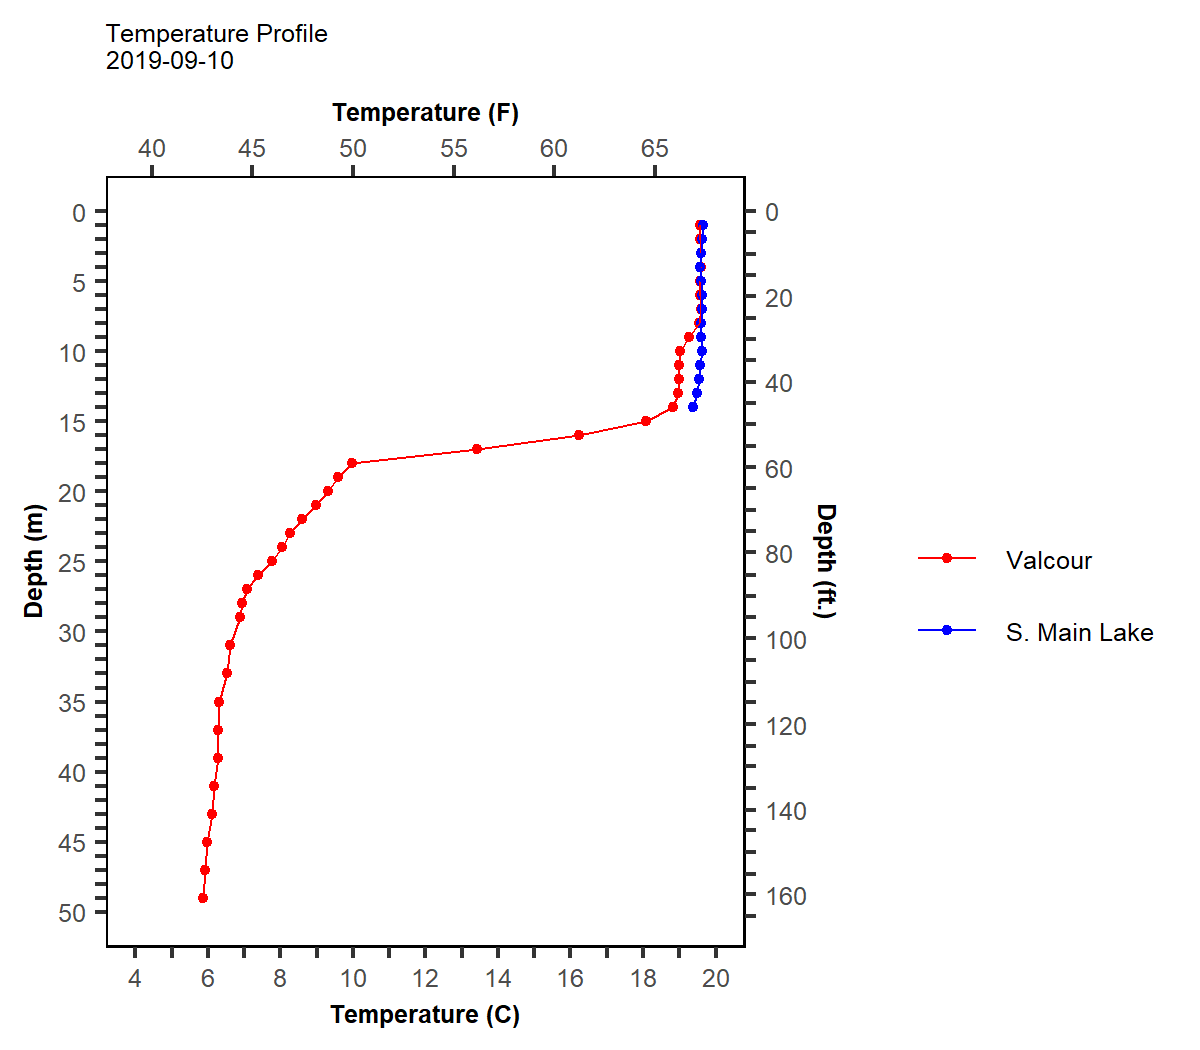 Temperature Profile
2019-09-10
Temperature (F)
40 45 50 55 60 65
0 0
5
20
10
40
15
60
20
25
80
30
100
35
120
40
140
45
160
50
Depth (m)
Depth (ft.)
Valcour
S. Main Lake
4 6 8 10 12 14 16 18 20
Temperature (C)